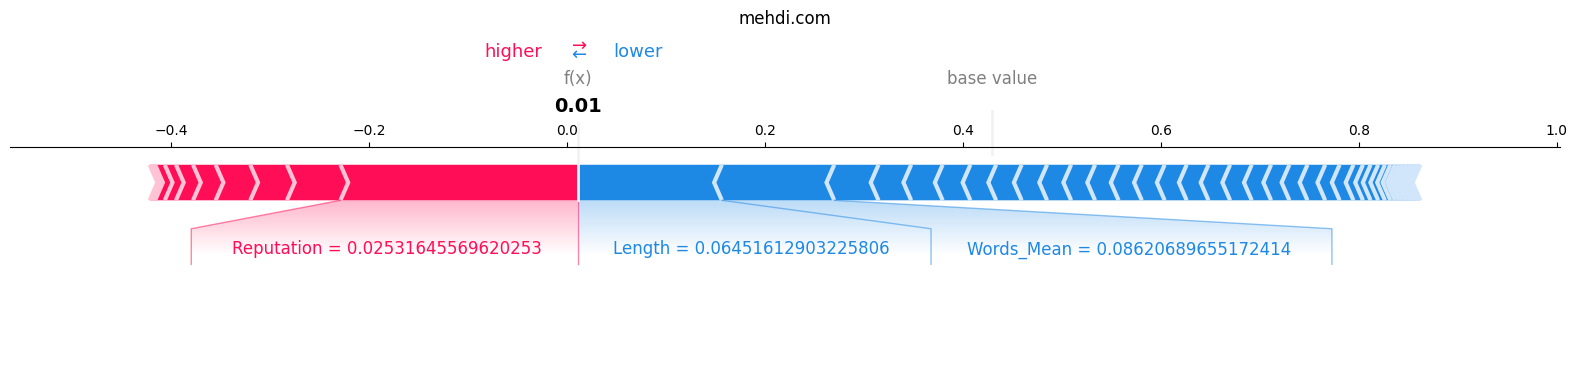 mehdi.com
higher → ← lower
f(x) base value
0.01
−0.4 −0.2 0.0 0.2 0.4 0.6 0.8 1.0
Reputation = 0.02531645569620253 Length = 0.06451612903225806 Words_Mean = 0.08620689655172414